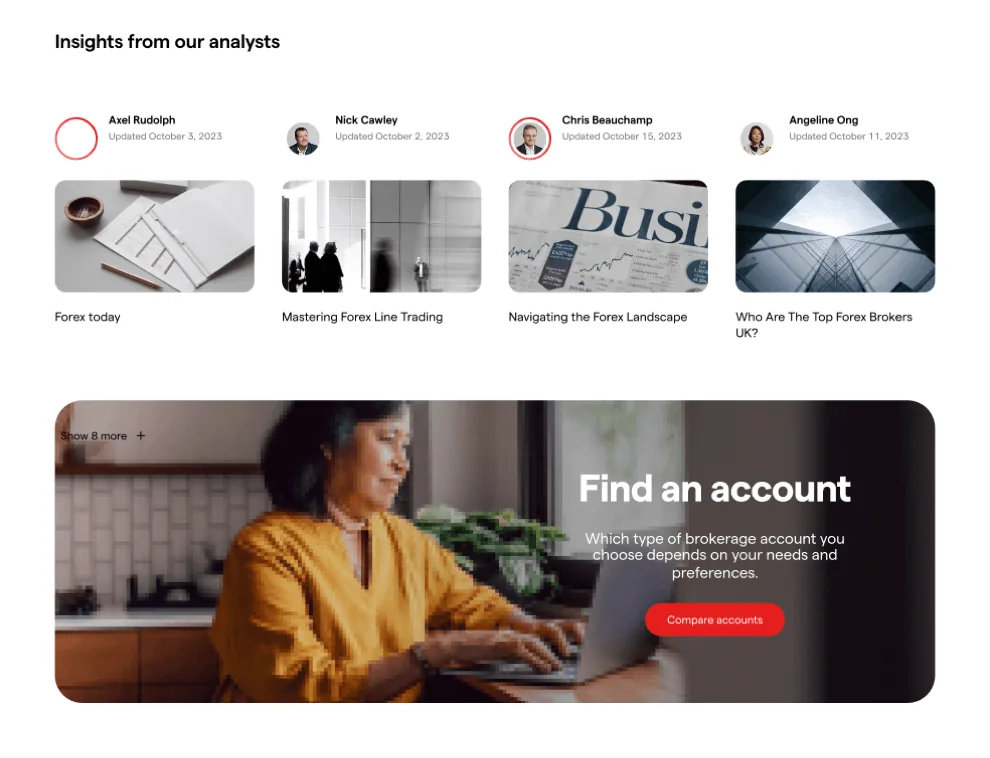 Insights from our analysts
Axel Rudolph
Updated October 3, 2023
Nick Cawley
Updated October 2, 2023
Chris Beauchamp
Updated October 15, 2023
Angeline Ong
Updated October 11, 2023
Busi
Forex today
Mastering Forex Line Trading
Navigating the Forex Landscape
Who Are The Top Forex Brokers
UK?
Show 8 more +
Find an account
Which type of brokerage account you
choose depends on your needs and
preferences.
Compare accounts